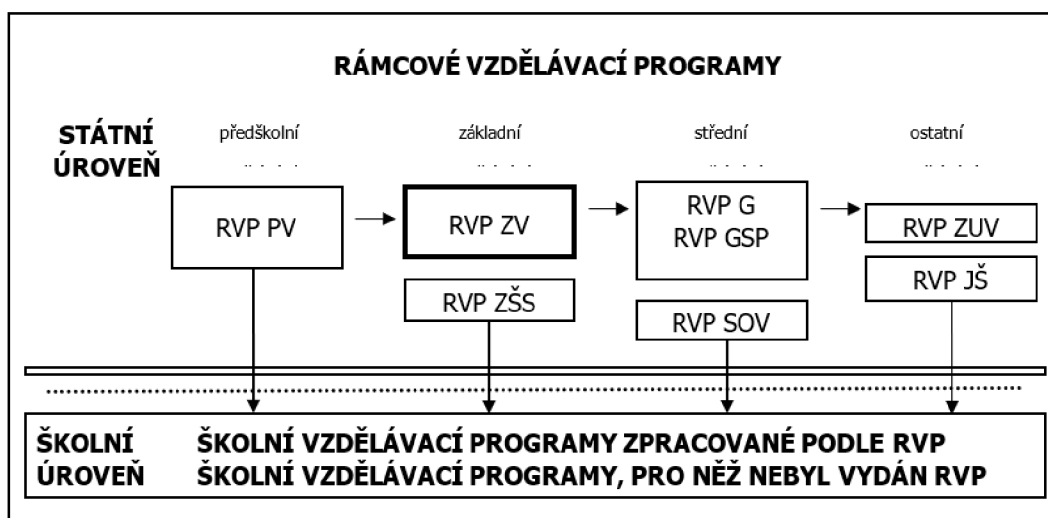 RÁMCOVÉ VZDĚLÁVACÍ PROGRAMY
STÁTNÍ
ÚROVEŇ
předškolní
základní
střední
ostatní
RVP PV
RVP ZV
RVP G
RVP GSP
RVP ZUV
RVP ZŠS
RVP JŠ
RVP SOV
ŠKOLNÍ ŠKOLNÍ VZDĚLÁVACÍ PROGRAMY ZPRACOVANÉ PODLE RVP
ÚROVEŇ ŠKOLNÍ VZDĚLÁVACÍ PROGRAMY, PRO NĚŽ NEBYL VYDÁN RVP